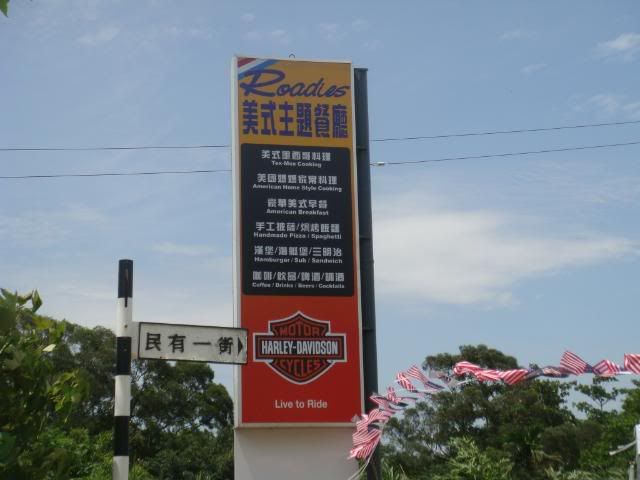 Roadies
美式主題餐廳
美式墨西哥料理
Tex-Mex Cooking
美國媽媽家常料理
American Home Style Cooking
豪華美式早餐
American Breakfast
手工披薩/焗烤飯麵
Handmade Pizza / Spaghetti
漢堡/潛艇堡/三明治
Hamburger / Sub / Sandwich
咖啡/飲品/啤酒/調酒
Coffee / Drinks / Beers / Cocktails
MOTOR
HARLEY-DAVIDSON
CYCLES
Live to Ride
民有一街